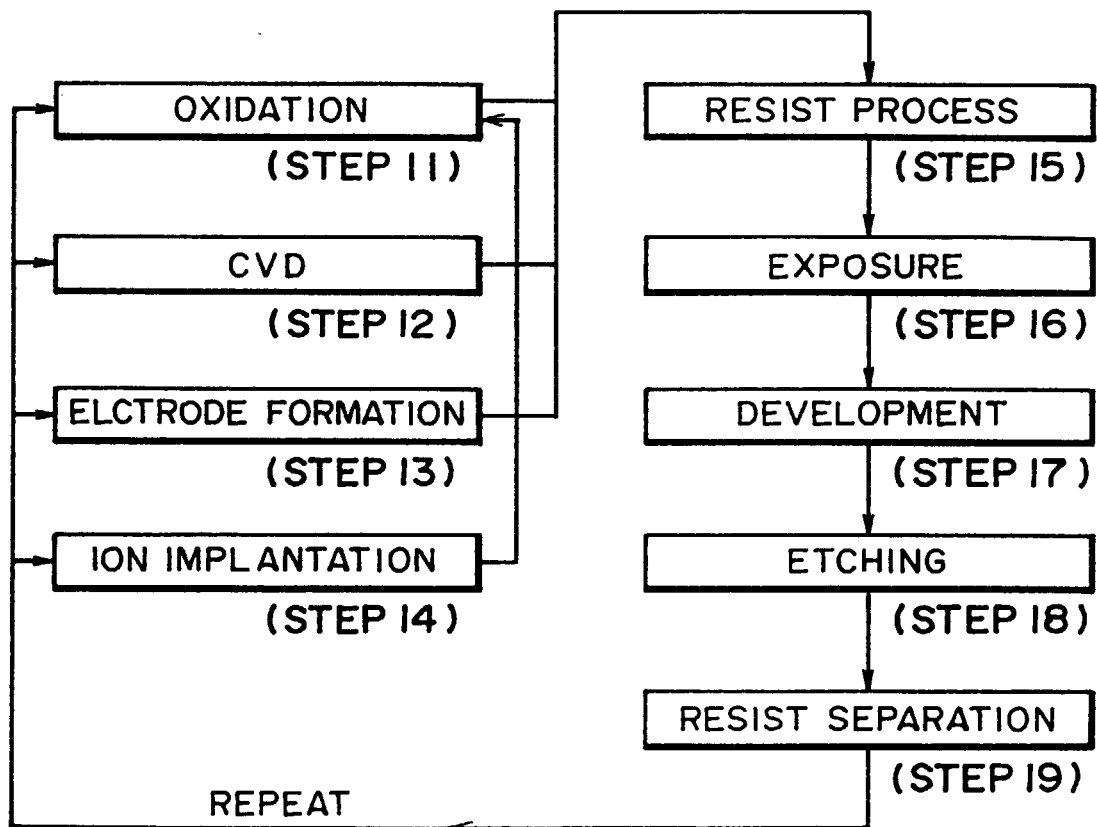 OXIDATION
(STEP 11)
CVD
(STEP 12)
ELCTRODE FORMATION
(STEP 13)
ION IMPLANTATION
(STEP 14)
RESIST PROCESS
(STEP 15)
EXPOSURE
(STEP 16)
DEVELOPMENT
(STEP 17)
ETCHING
(STEP 18)
RESIST SEPARATION
(STEP 19)
REPEAT